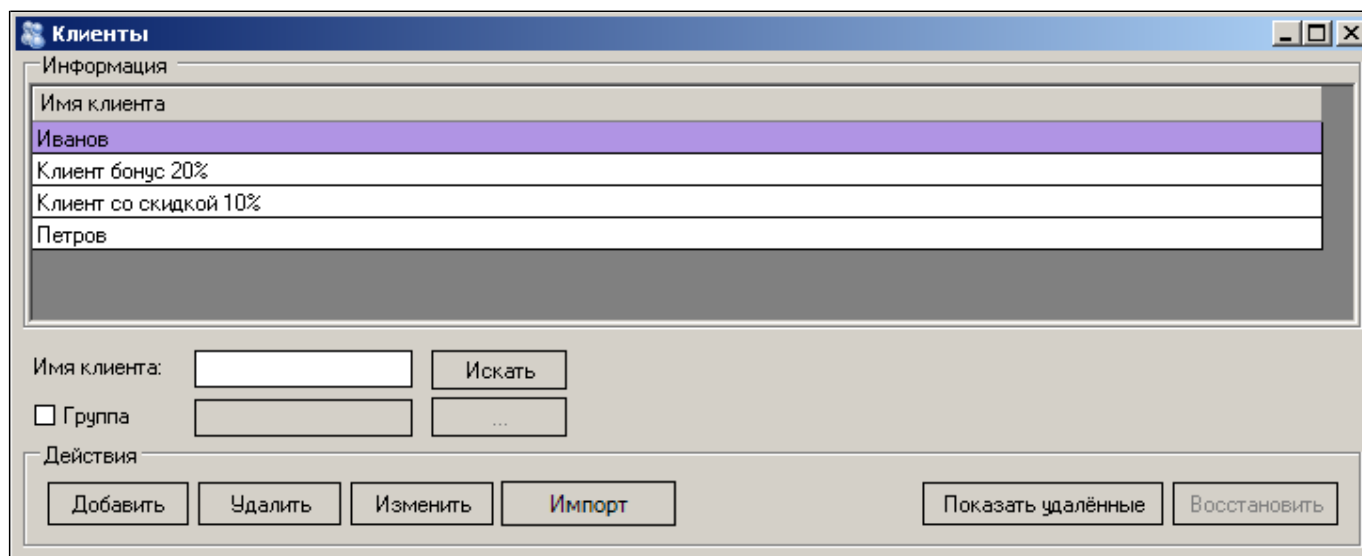 Клиенты
Информация
Имя клиента
Иванов
Клиент бонус 20%
Клиент со скидкой 10%
Петров
Имя клиента: Искать
Группа ...
Действия
Добавить Удалить Изменить Импорт Показать удалённые Восстановить